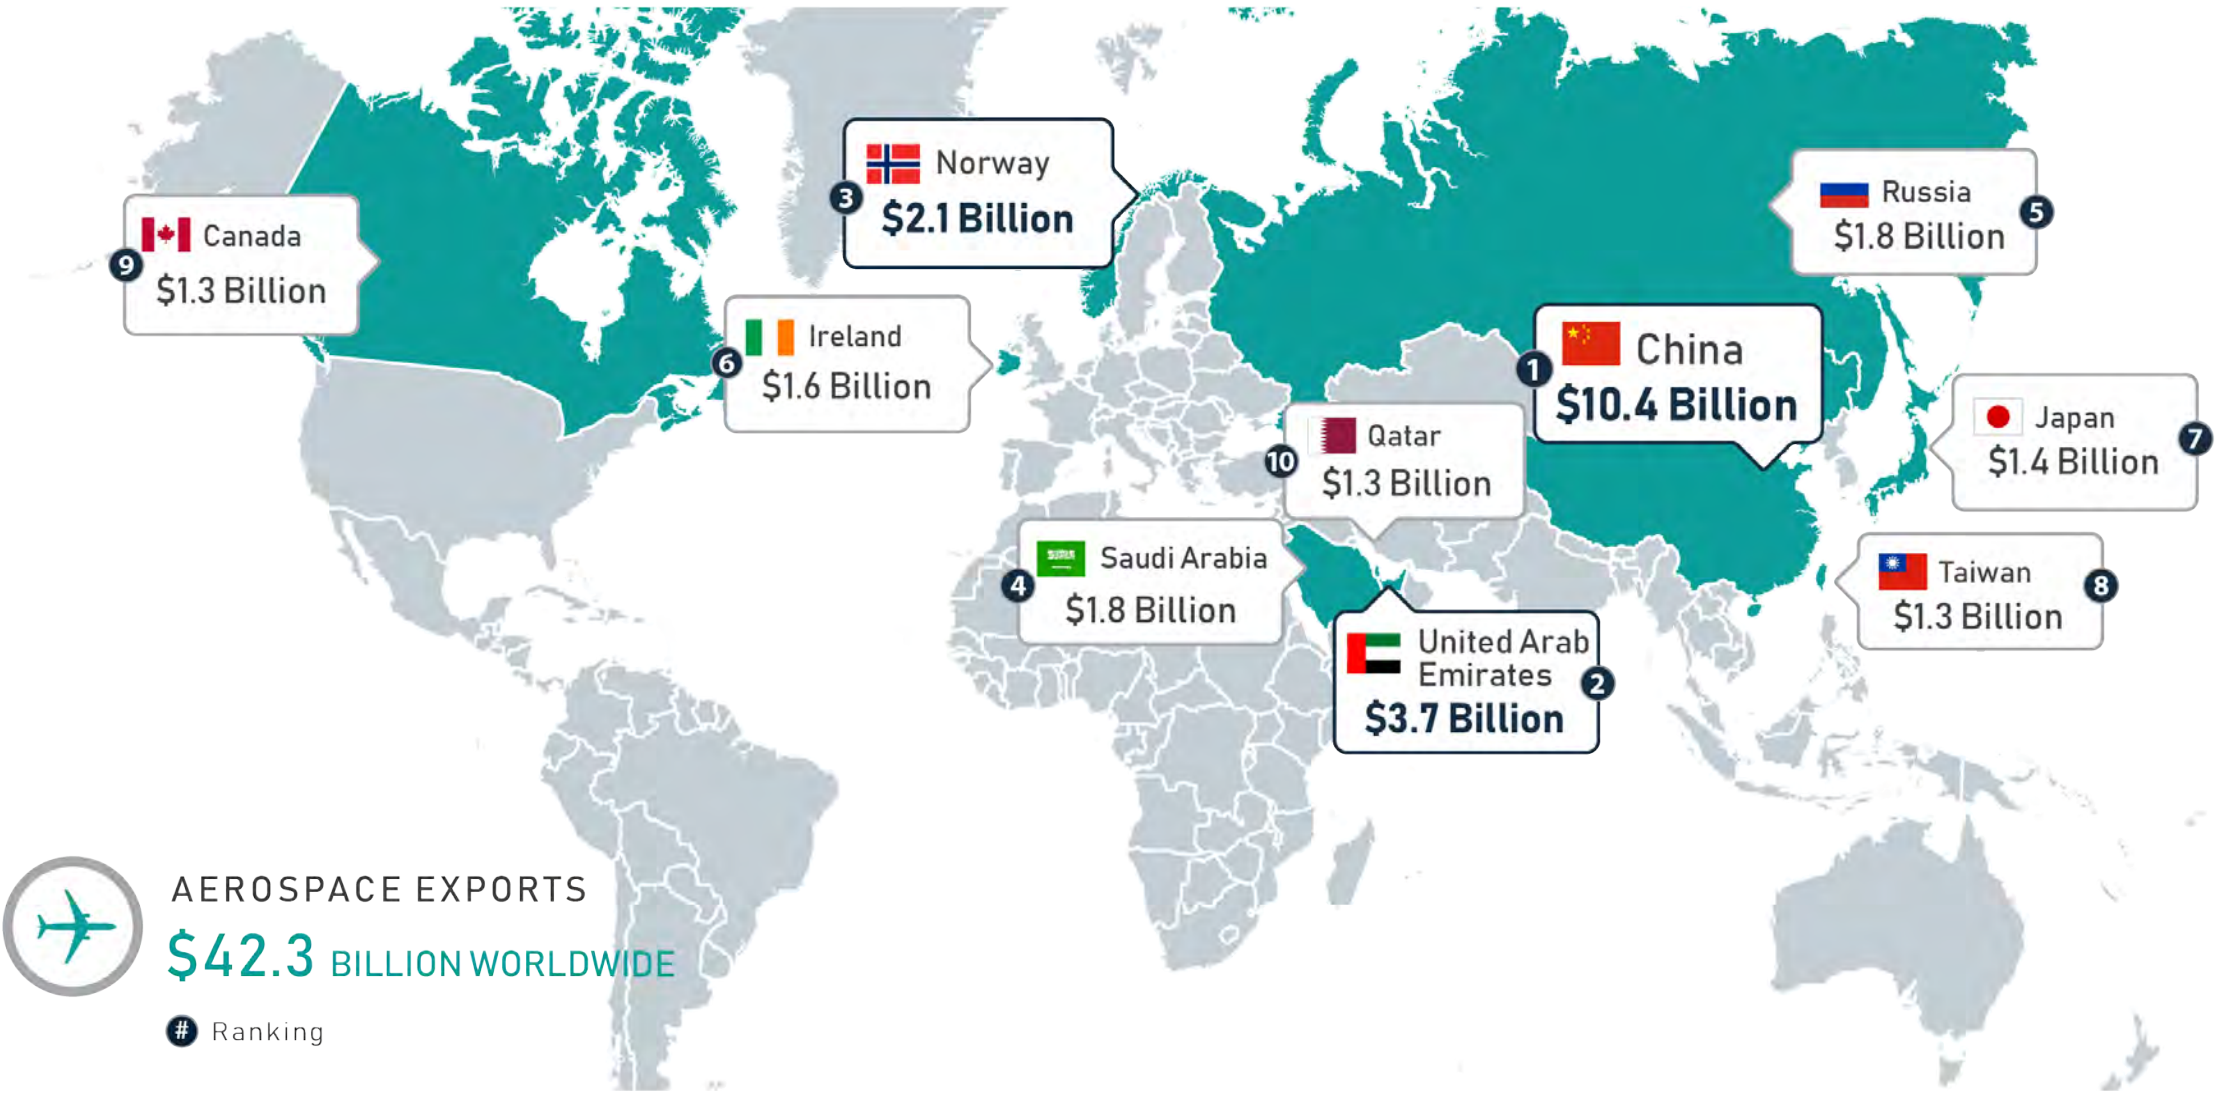 3
Norway
$2.1 Billion
Russia
$1.8 Billion
5
Canada
9
$1.3 Billion
Ireland
6
$1.6 Billion
1
China
$10.4 Billion
Qatar
10
$1.3 Billion
Japan
$1.4 Billion
7
Saudi Arabia
4
$1.8 Billion
Taiwan
$1.3 Billion
8
United Arab
Emirates
$3.7 Billion
2
AEROSPACE EXPORTS
$42.3 BILLION WORLDWIDE
# Ranking